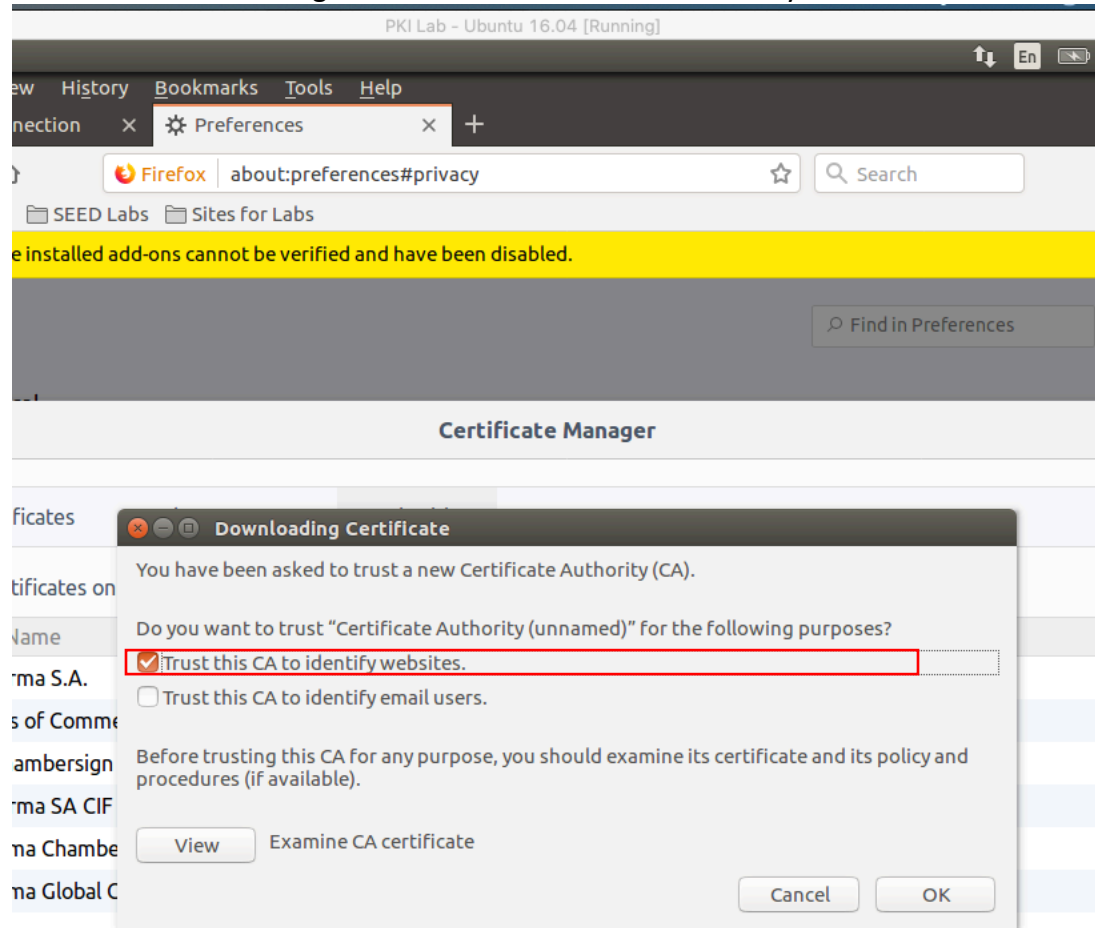 PKI Lab - Ubuntu 16.04 [Running]
En
ew History Bookmarks Tools Help
nection × Preferences × +
Firefox about:preferences#privacy Search
SEED Labs Sites for Labs
e installed add-ons cannot be verified and have been disabled.
Find in Preferences
Certificate Manager
ficates
Downloading Certificate
You have been asked to trust a new Certificate Authority (CA).
tificates on
Do you want to trust “Certificate Authority (unnamed)” for the following purposes?
Name
Trust this CA to identify websites.
rma S.A.
Trust this CA to identify email users.
s of Comme
Before trusting this CA for any purpose, you should examine its certificate and its policy and
procedures (if available).
ambersign
rma SA CIF
View Examine CA certificate
ma Chambe
ma Global C
Cancel OK